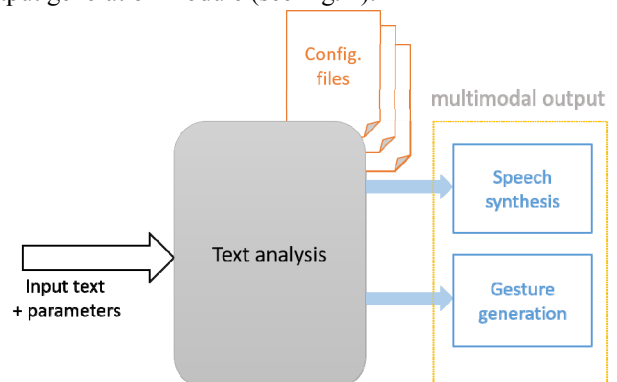 Config.
files
multimodal output
Speech
synthesis
Text analysis
Input text
+ parameters
Gesture
generation